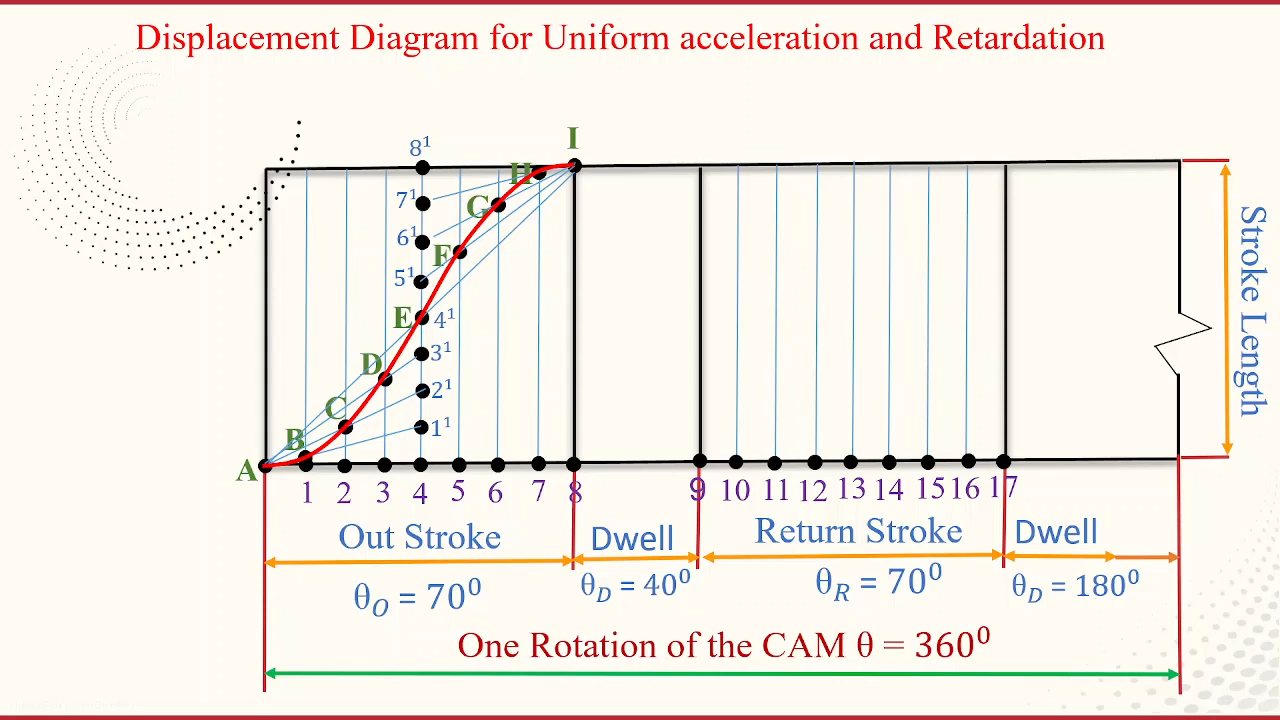 Displacement Diagram for Uniform acceleration and Retardation
I
8¹
H
7¹
G
6¹
F
5¹
E 4¹
3¹
D
2¹
C
1¹
B
A
Stroke Length
1 2 3 4 5 6 7 8 9 10 11 12 13 14 15 16 17
Out Stroke Dwell Return Stroke Dwell
θ_O = 70⁰ θ_D = 40⁰ θ_R = 70⁰ θ_D = 180⁰
One Rotation of the CAM θ = 360⁰